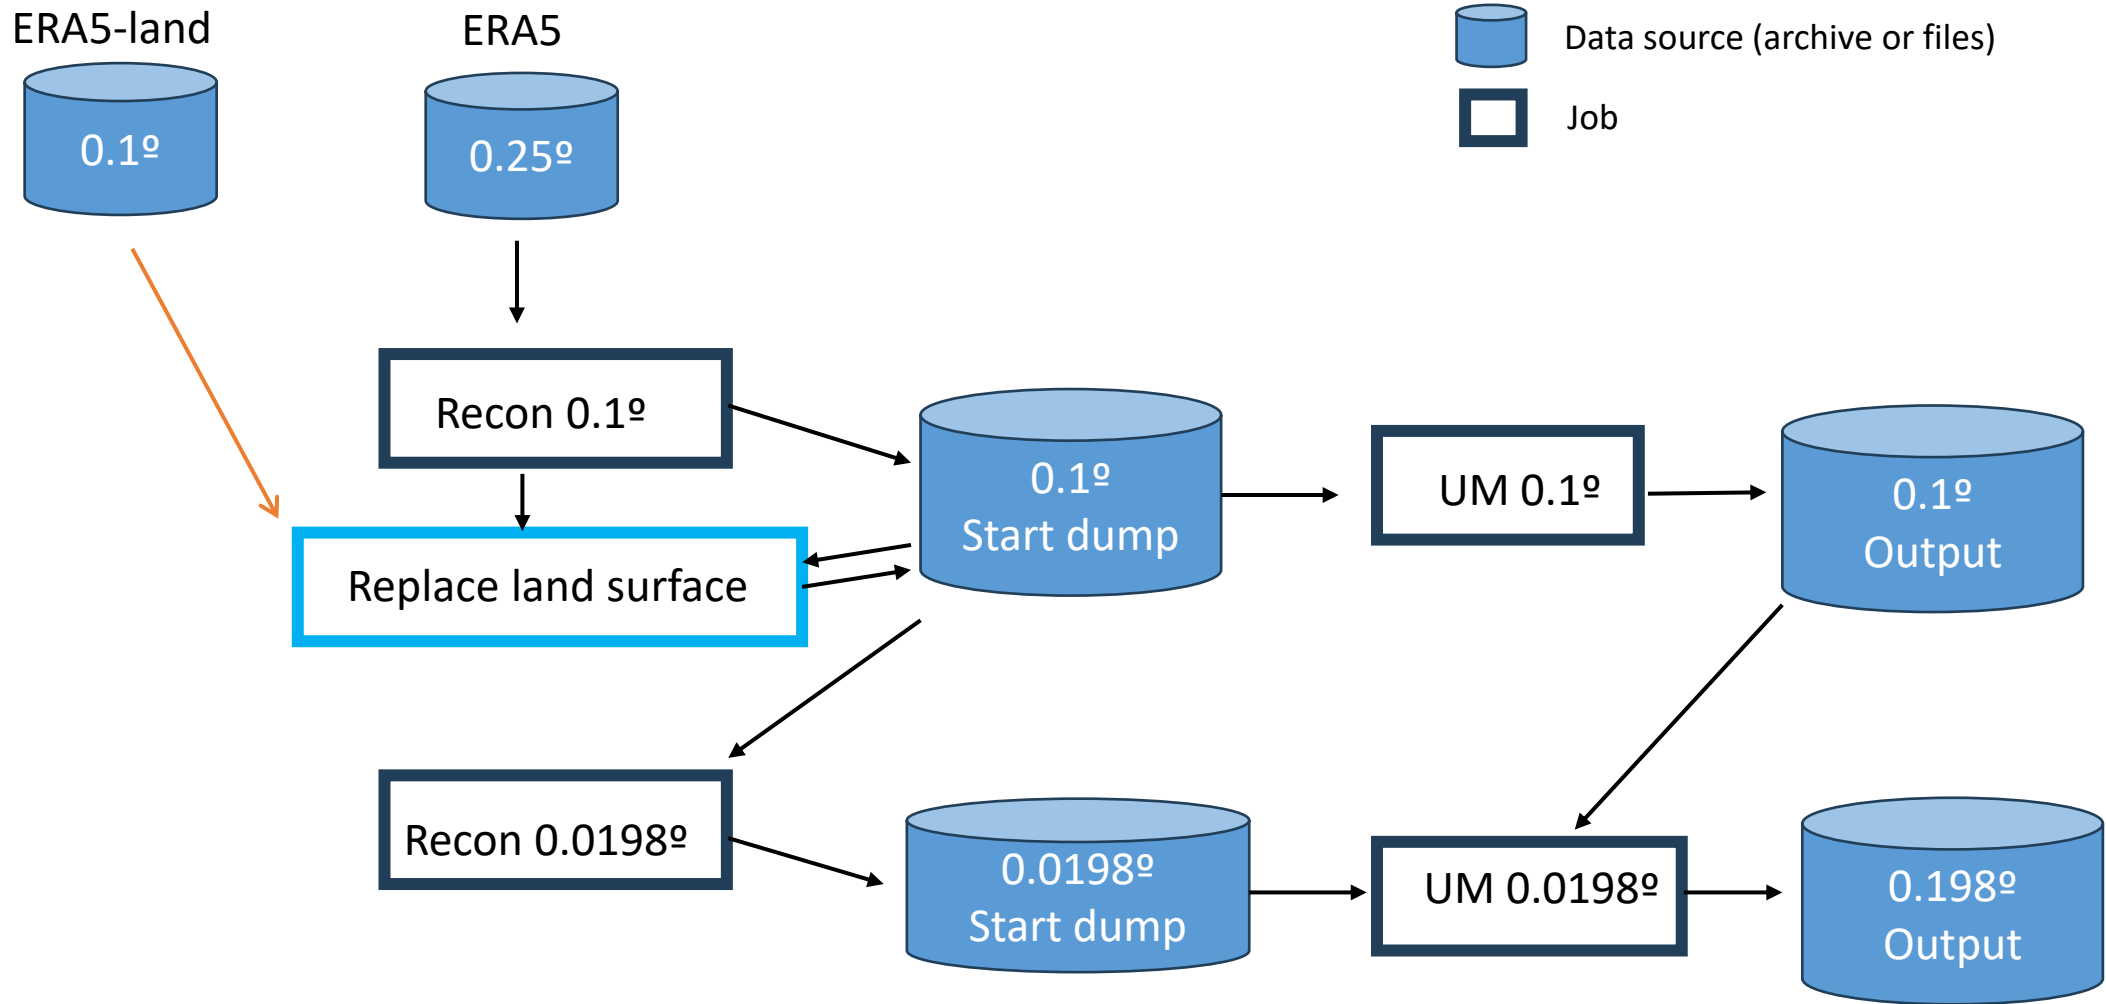 ERA5-land
ERA5
Data source (archive or files)
Job
0.1º
0.25º
Recon 0.1º
0.1º
Start dump
UM 0.1º
0.1º
Output
Replace land surface
Recon 0.0198º
0.0198º
Start dump
UM 0.0198º
0.198º
Output